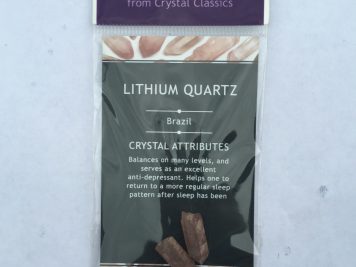 from Crystal Classics
LITHIUM QUARTZ
Brazil
CRYSTAL ATTRIBUTES
Balances on many levels, and
serves as an excellent
anti-depressant. Helps one to
return to a more regular sleep
pattern after sleep has been